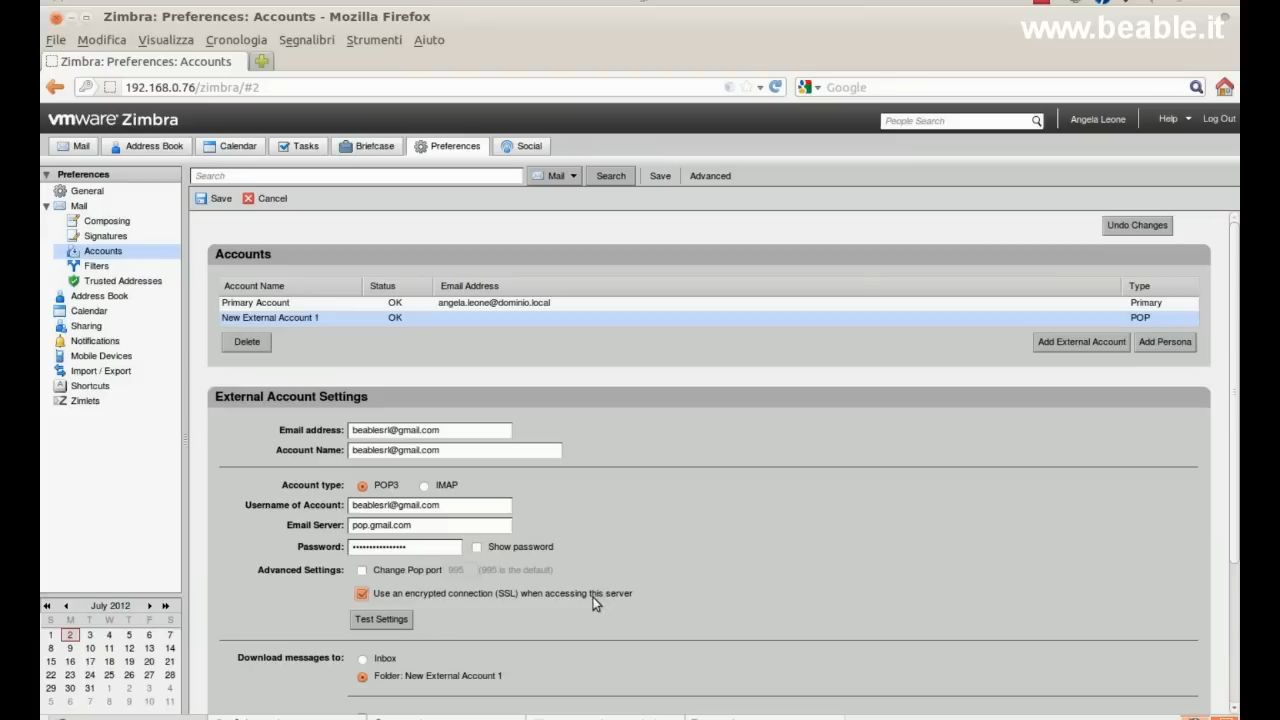 Zimbra: Preferences: Accounts - Mozilla Firefox
www.beable.it
File Modifica Visualizza Cronologia Segnalibri Strumenti Aiuto
Zimbra: Preferences: Accounts
192.168.0.76/zimbra/#2
Google
vmware Zimbra
People Search
Angela Leone
Help
Log Out
Mail
Address Book
Calendar
Tasks
Briefcase
Preferences
Social
Preferences
General
Mail
Composing
Signatures
Accounts
Filters
Trusted Addresses
Address Book
Calendar
Sharing
Notifications
Mobile Devices
Import / Export
Shortcuts
Zimlets
Search
Mail
Search
Save
Advanced
Save
Cancel
Undo Changes
Accounts
Account Name Status Email Address Type
Primary Account OK angela.leone@dominio.local Primary
New External Account 1 OK POP
Delete
Add External Account
Add Persona
External Account Settings
Email address: beablesrl@gmail.com
Account Name: beablesrl@gmail.com
Account type: POP3 IMAP
Username of Account: beablesrl@gmail.com
Email Server: pop.gmail.com
Password: •••••••••••••••• Show password
Advanced Settings: Change Pop port 995 (995 is the default)
Use an encrypted connection (SSL) when accessing this server
Test Settings
Download messages to: Inbox
Folder: New External Account 1
July 2012
S M T W T F S
1 2 3 4 5 6 7
8 9 10 11 12 13 14
15 16 17 18 19 20 21
22 23 24 25 26 27 28
29 30 31 1 2 3 4
5 6 7 8 9 10 11